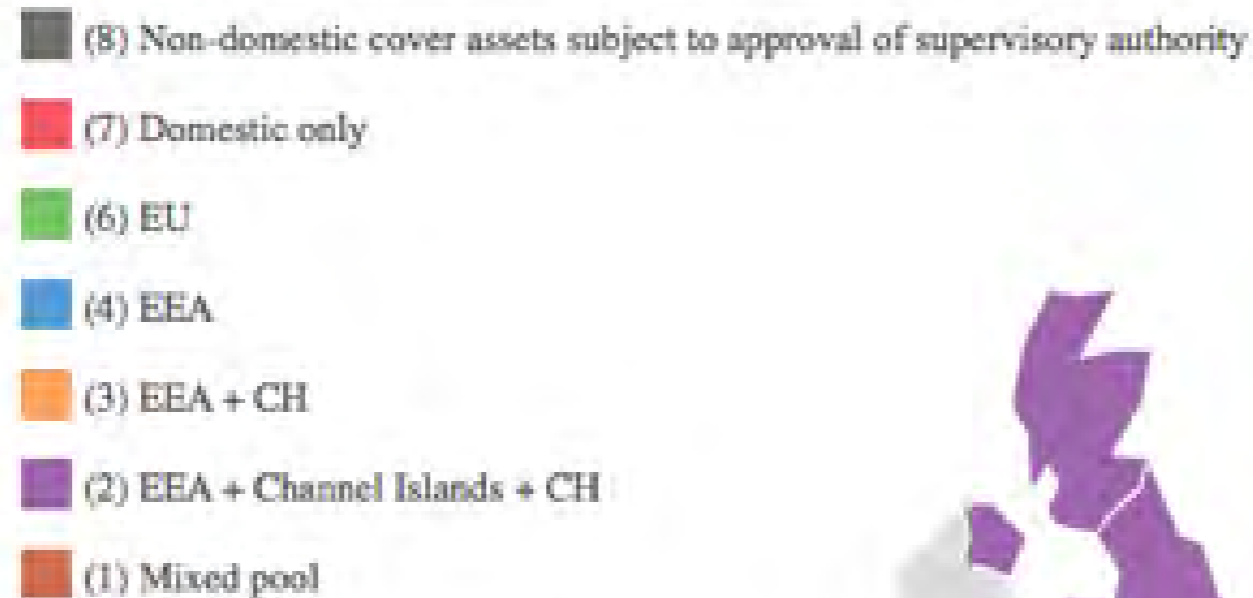 (8) Non-domestic cover assets subject to approval of supervisory authority
(7) Domestic only
(6) EU
(4) EEA
(3) EEA + CH
(2) EEA + Channel Islands + CH
(1) Mixed pool